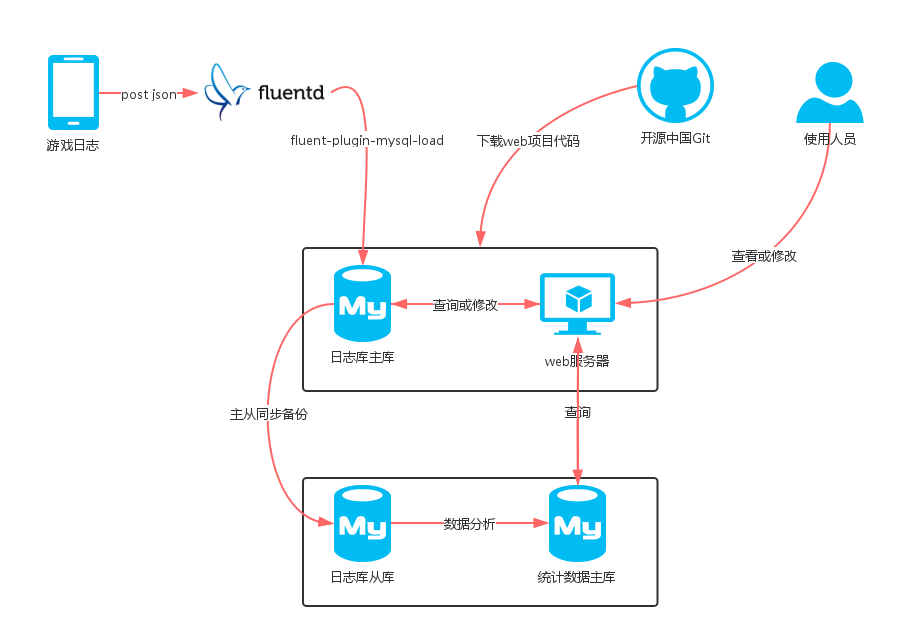 post json
fluentd
游戏日志
fluent-plugin-mysql-load
下载web项目代码
开源中国Git
使用人员
查看或修改
My
查询或修改
日志库主库
web服务器
主从同步备份
查询
My
数据分析
My
日志库从库
统计数据主库